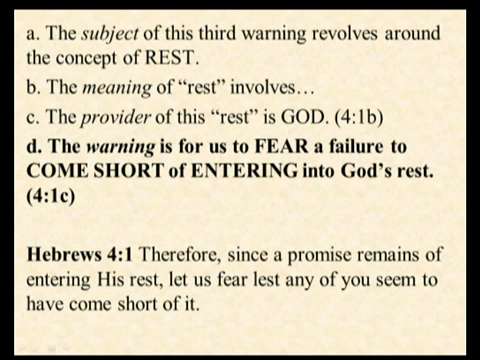 a. The subject of this third warning revolves around
the concept of REST.
b. The meaning of “rest” involves…
c. The provider of this “rest” is GOD. (4:1b)
d. The warning is for us to FEAR a failure to
COME SHORT of ENTERING into God’s rest.
(4:1c)
Hebrews 4:1 Therefore, since a promise remains of
entering His rest, let us fear lest any of you seem to
have come short of it.